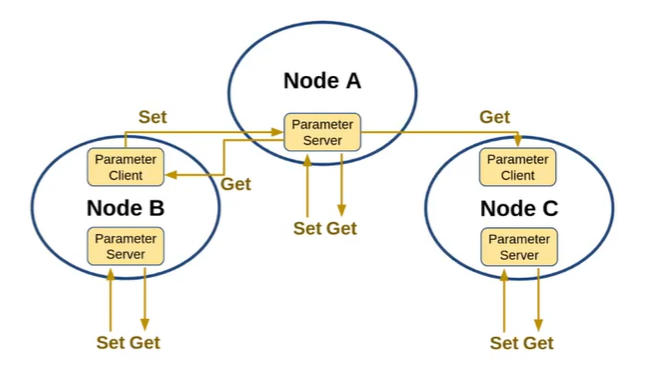 Node A
Set
Parameter
Server
Get
Parameter
Client
Get
Parameter
Client
Node B
Node C
Set Get
Parameter
Server
Parameter
Server
Set Get
Set Get